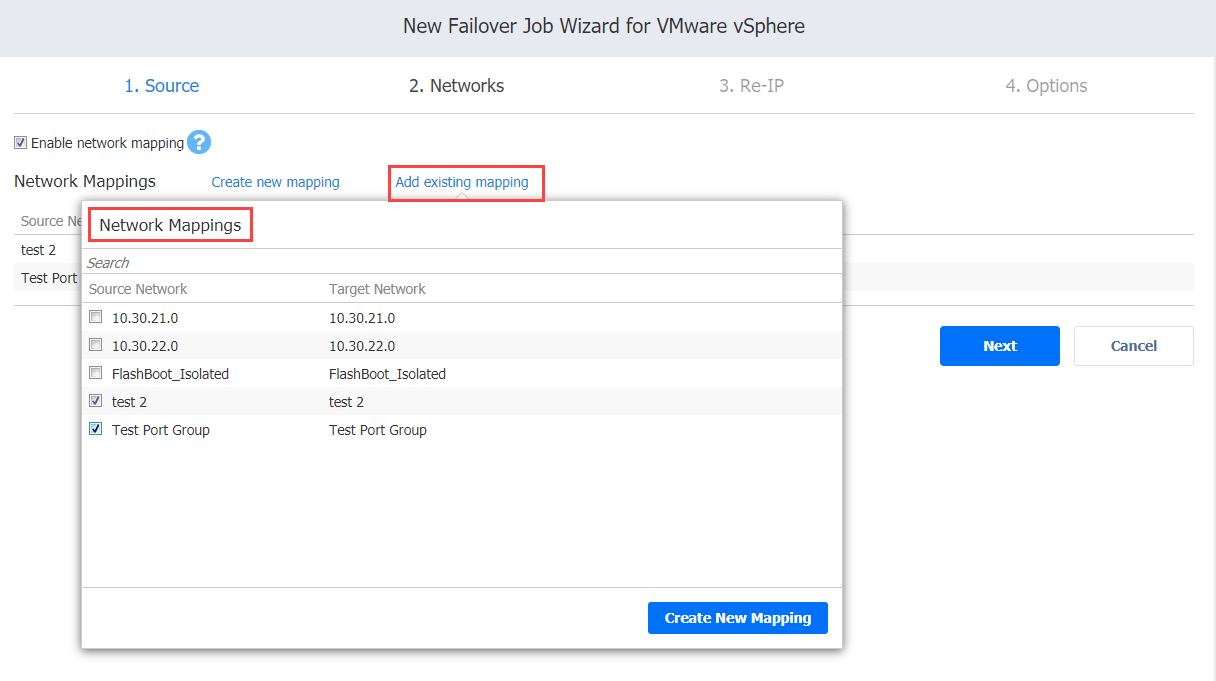 New Failover Job Wizard for VMware vSphere
1. Source 2. Networks 3. Re-IP 4. Options
Enable network mapping ?
Network Mappings Create new mapping Add existing mapping
Source Ne
test 2
Test Port
Network Mappings
Search
Source Network Target Network
10.30.21.0 10.30.21.0
10.30.22.0 10.30.22.0
FlashBoot_Isolated FlashBoot_Isolated
test 2 test 2
Test Port Group Test Port Group
Create New Mapping
Next Cancel